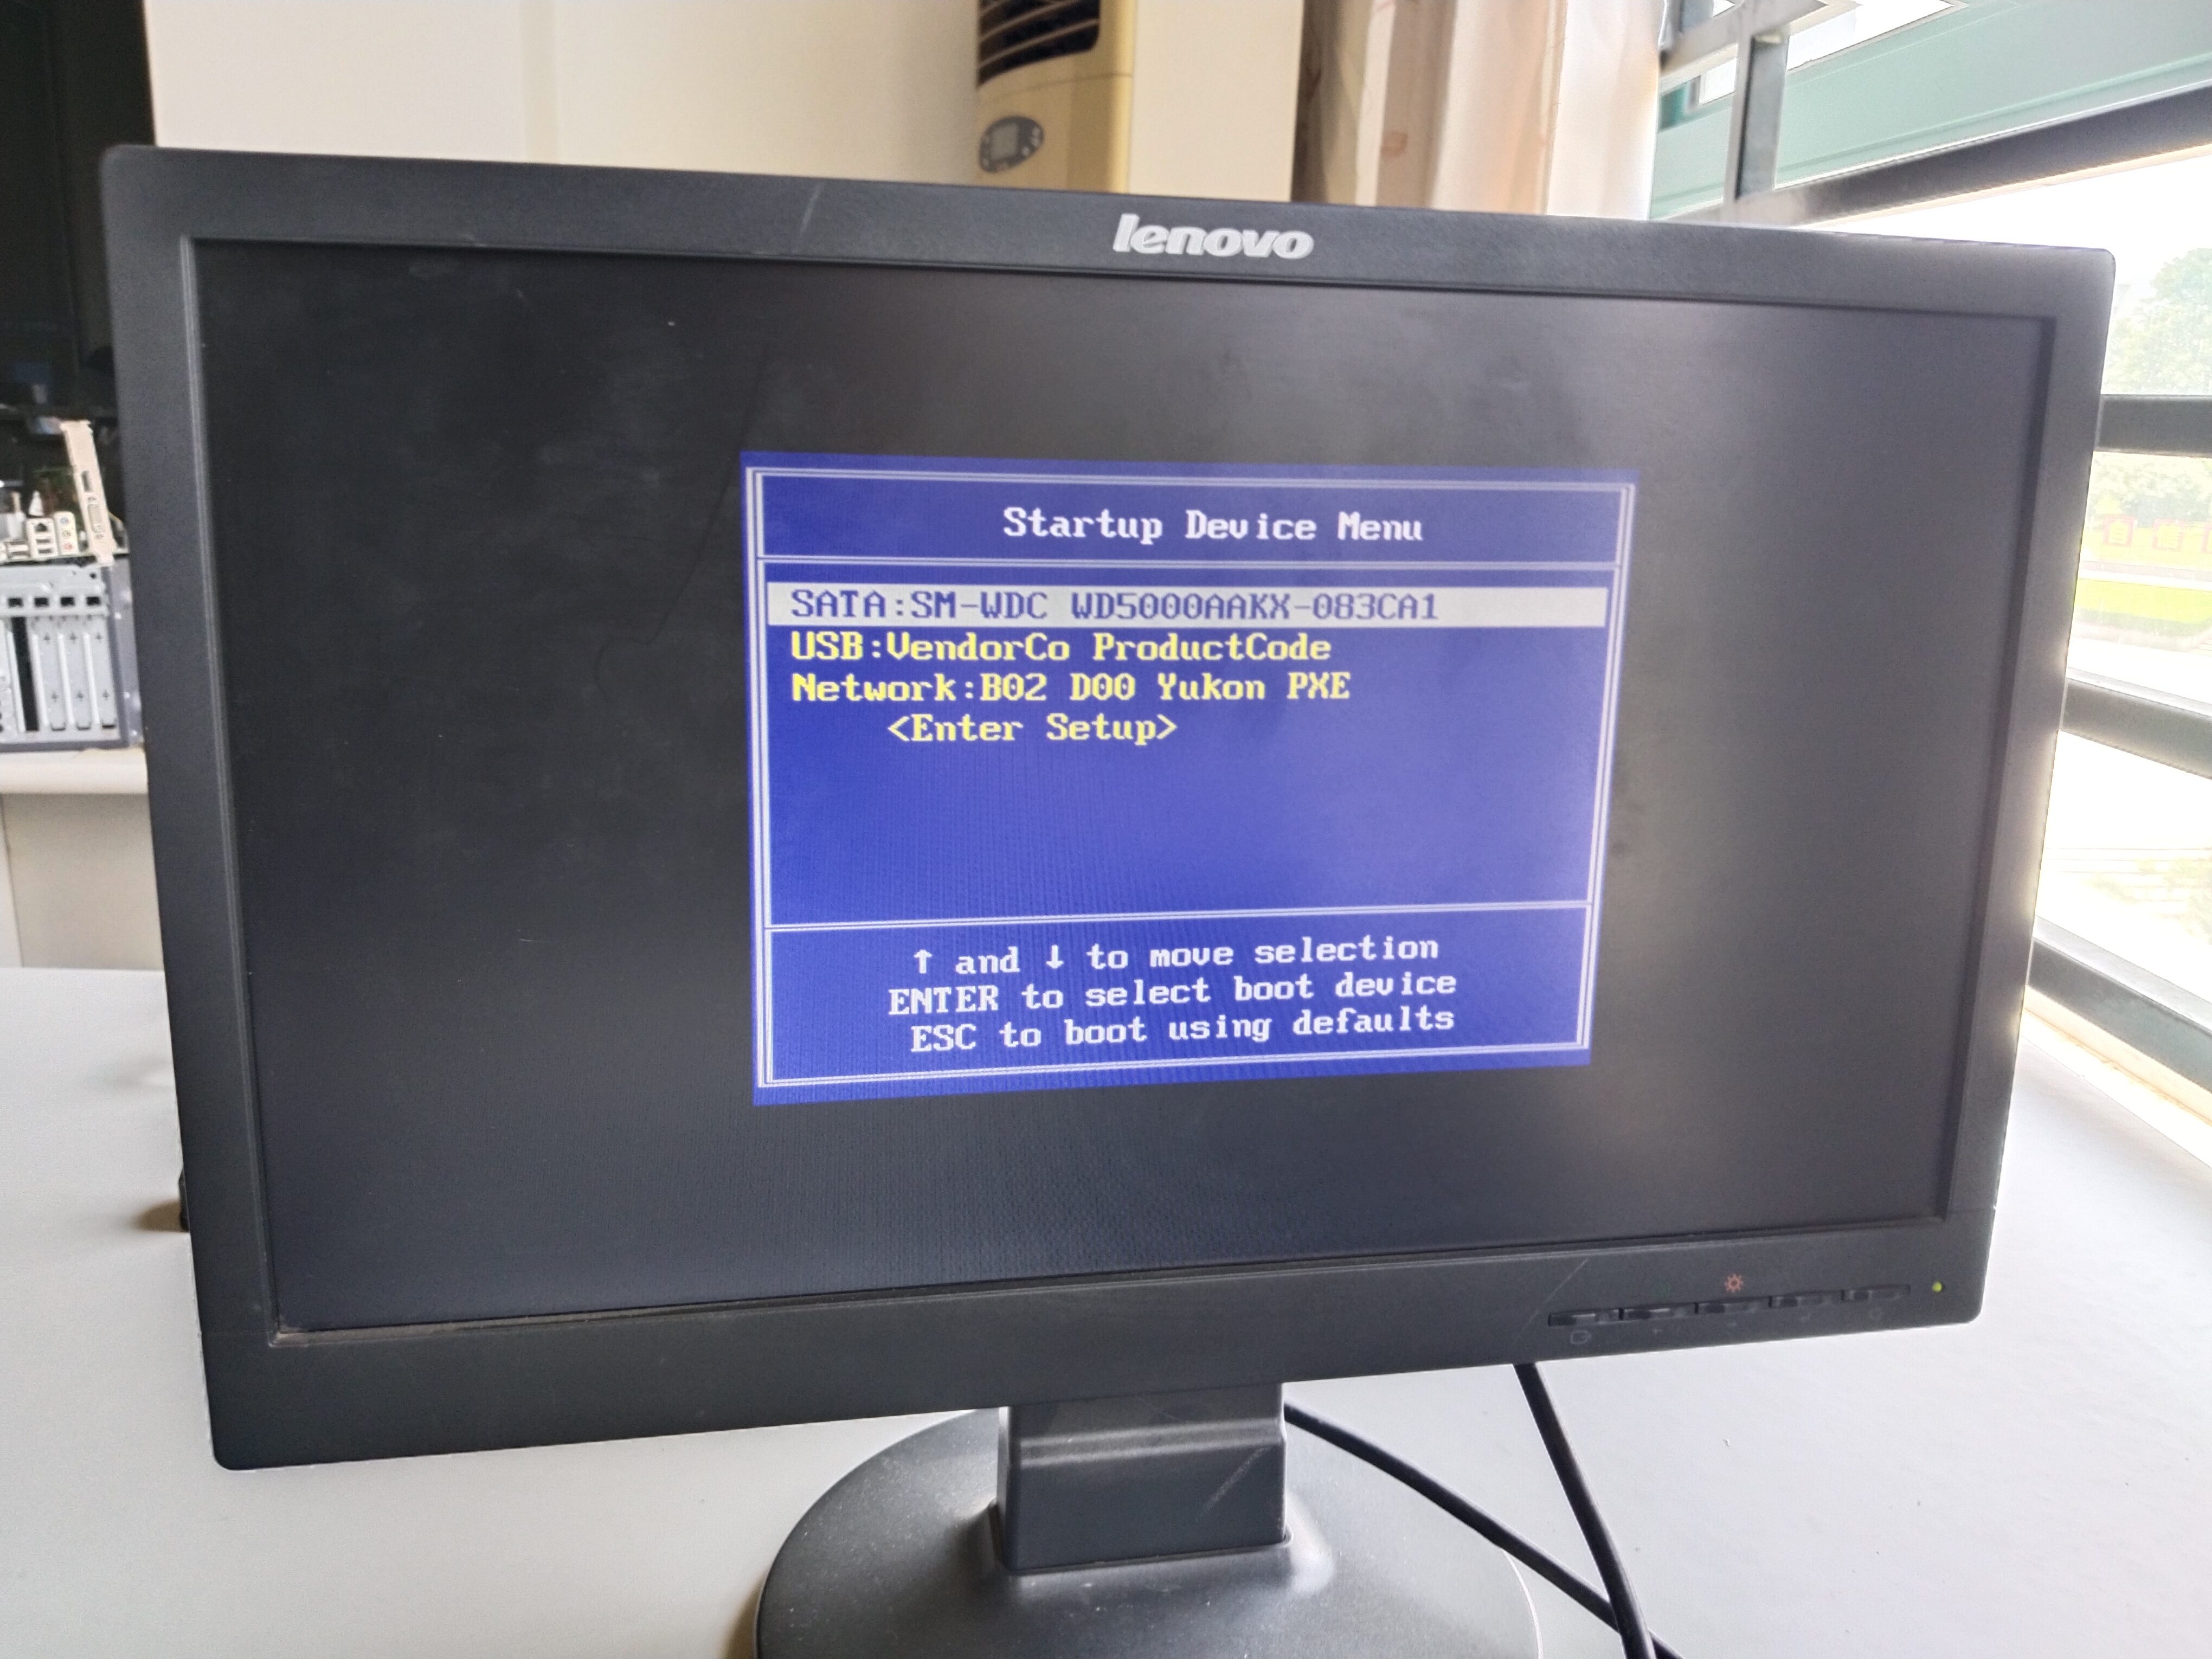 lenovo
Startup Device Menu
SATA:SM-WDC WD5000AAKX-083CA1
USB:VendorCo ProductCode
Network:B02 D00 Yukon PXE
<Enter Setup>
↑ and ↓ to move selection
ENTER to select boot device
ESC to boot using defaults